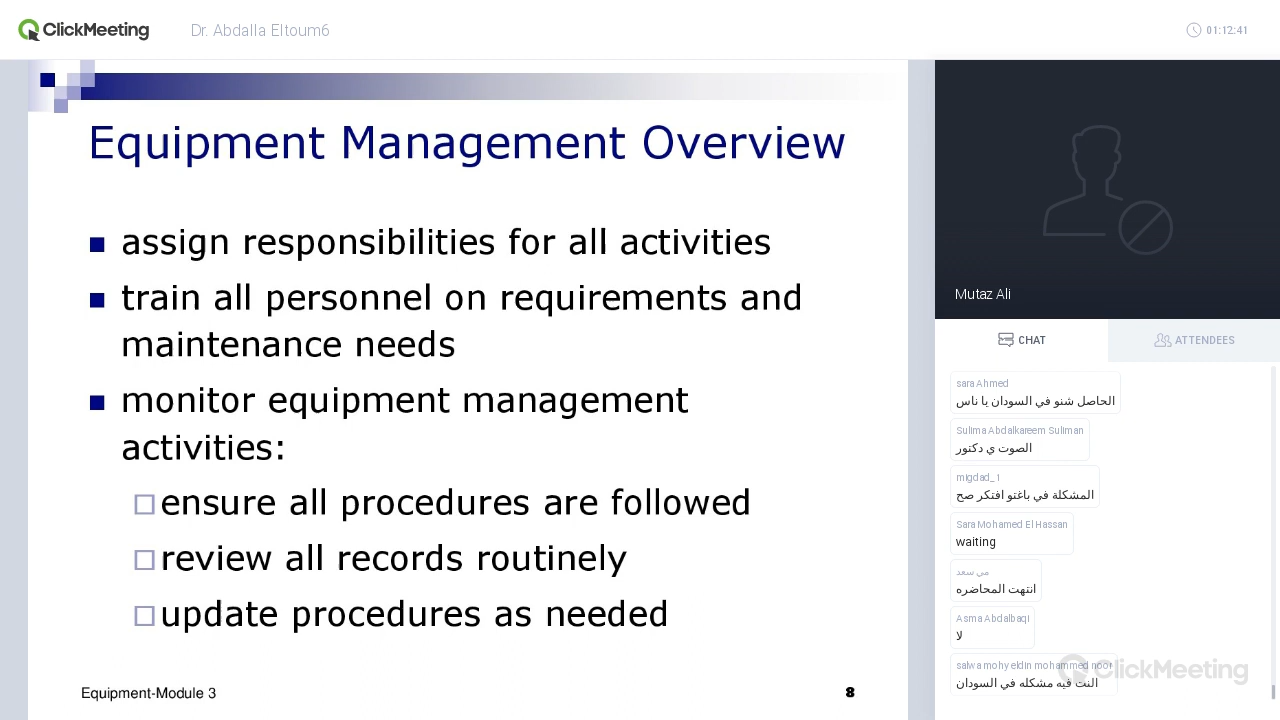 ClickMeeting
Dr. Abdalla Eltoum6
01:12:41
Equipment Management Overview
assign responsibilities for all activities
train all personnel on requirements and
maintenance needs
monitor equipment management
activities:
ensure all procedures are followed
review all records routinely
update procedures as needed
Equipment-Module 3
8
Mutaz Ali
CHAT
ATTENDEES
sara Ahmed
الحاصل شنو في السودان يا ناس
Sulima Abdalkareem Suliman
الصوت ي دكتور
migdad_1
المشكلة في باغتو افتكر صح
Sara Mohamed El Hassan
waiting
مي سعد
انتهت المحاضره
Asma Abdalbaqi
لا
salwa mohy eldin mohammed noor
النت فيه مشكله في السودان
ClickMeeting